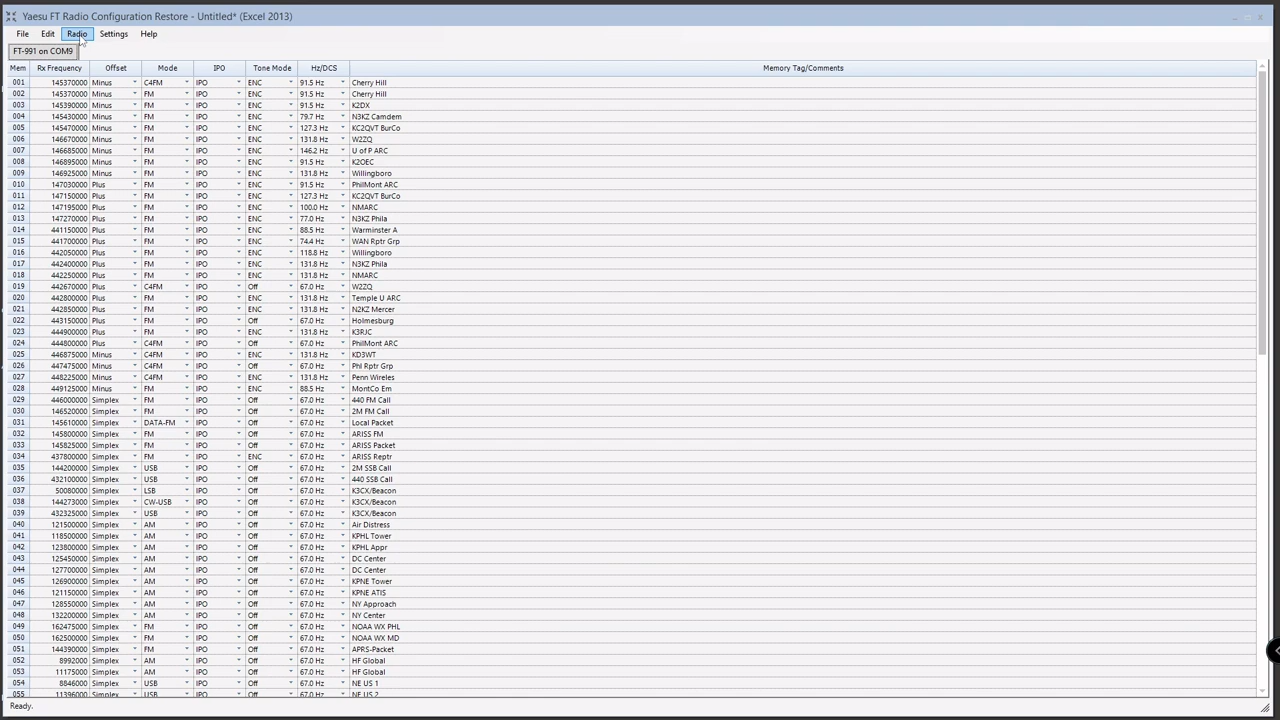 Yaesu FT Radio Configuration Restore - Untitled* (Excel 2013)
File Edit Radio Settings Help
FT-991 on COM9
Mem Rx Frequency Offset Mode IPO Tone Mode Hz/DCS Memory Tag/Comments
001 145370000 Minus C4FM IPO ENC 91.5 Hz Cherry Hill
002 145370000 Minus FM IPO ENC 91.5 Hz Cherry Hill
003 145390000 Minus FM IPO ENC 91.5 Hz K2DX
004 145430000 Minus FM IPO ENC 79.7 Hz N3KZ Camdem
005 145470000 Minus FM IPO ENC 127.3 Hz KC2QVT BurCo
006 146670000 Minus FM IPO ENC 131.8 Hz W2ZQ
007 146685000 Minus FM IPO ENC 146.2 Hz U of P ARC
008 146895000 Minus FM IPO ENC 91.5 Hz K2OEC
009 146925000 Minus FM IPO ENC 131.8 Hz Willingboro
010 147030000 Plus FM IPO ENC 91.5 Hz PhilMont ARC
011 147150000 Plus FM IPO ENC 127.3 Hz KC2QVT BurCo
012 147195000 Plus FM IPO ENC 100.0 Hz NMARC
013 147270000 Plus FM IPO ENC 77.0 Hz N3KZ Phila
014 441150000 Plus FM IPO ENC 88.5 Hz Warminster A
015 441700000 Plus FM IPO ENC 74.4 Hz WAN Rptr Grp
016 442050000 Plus FM IPO ENC 118.8 Hz Willingboro
017 442400000 Plus FM IPO ENC 131.8 Hz N3KZ Phila
018 442250000 Plus FM IPO ENC 131.8 Hz NMARC
019 442670000 Plus C4FM IPO Off 67.0 Hz W2ZQ
020 442800000 Plus FM IPO ENC 131.8 Hz Temple U ARC
021 442850000 Plus FM IPO ENC 131.8 Hz N2KZ Mercer
022 443150000 Plus FM IPO Off 67.0 Hz Holmesburg
023 444900000 Plus FM IPO ENC 131.8 Hz K3RJC
024 444800000 Plus C4FM IPO Off 67.0 Hz PhilMont ARC
025 446875000 Minus C4FM IPO ENC 131.8 Hz KD3WT
026 447475000 Minus C4FM IPO Off 67.0 Hz Phl Rptr Grp
027 448225000 Minus C4FM IPO ENC 131.8 Hz Penn Wireles
028 449125000 Minus FM IPO ENC 88.5 Hz MontCo Em
029 446000000 Simplex FM IPO Off 67.0 Hz 440 FM Call
030 146520000 Simplex FM IPO Off 67.0 Hz 2M FM Call
031 145610000 Simplex DATA-FM IPO Off 67.0 Hz Local Packet
032 145800000 Simplex FM IPO Off 67.0 Hz ARISS FM
033 145825000 Simplex FM IPO Off 67.0 Hz ARISS Packet
034 437800000 Simplex FM IPO ENC 67.0 Hz ARISS Reptr
035 144200000 Simplex USB IPO Off 67.0 Hz 2M SSB Call
036 432100000 Simplex USB IPO Off 67.0 Hz 440 SSB Call
037 50080000 Simplex LSB IPO Off 67.0 Hz K3CX/Beacon
038 144273000 Simplex CW-USB IPO Off 67.0 Hz K3CX/Beacon
039 432325000 Simplex USB IPO Off 67.0 Hz K3CX/Beacon
040 121500000 Simplex AM IPO Off 67.0 Hz Air Distress
041 118500000 Simplex AM IPO Off 67.0 Hz KPHL Tower
042 123800000 Simplex AM IPO Off 67.0 Hz KPHL Appr
043 125450000 Simplex AM IPO Off 67.0 Hz DC Center
044 127700000 Simplex AM IPO Off 67.0 Hz DC Center
045 126900000 Simplex AM IPO Off 67.0 Hz KPNE Tower
046 121150000 Simplex AM IPO Off 67.0 Hz KPNE ATIS
047 128550000 Simplex AM IPO Off 67.0 Hz NY Approach
048 132200000 Simplex AM IPO Off 67.0 Hz NY Center
049 162475000 Simplex FM IPO Off 67.0 Hz NOAA WX PHL
050 162500000 Simplex FM IPO Off 67.0 Hz NOAA WX MD
051 144390000 Simplex FM IPO Off 67.0 Hz APRS-Packet
052 8992000 Simplex AM IPO Off 67.0 Hz HF Global
053 11175000 Simplex AM IPO Off 67.0 Hz HF Global
054 8846000 Simplex USB IPO Off 67.0 Hz NE US 1
055 11396000 Simplex USB IPO Off 67.0 Hz NE US 2
Ready.